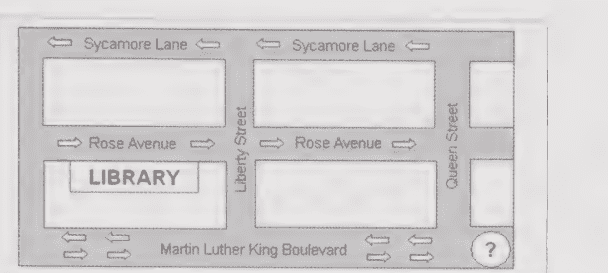 Sycamore Lane Sycamore Lane
Liberty Street
Queen Street
Rose Avenue Rose Avenue
LIBRARY
Martin Luther King Boulevard
?